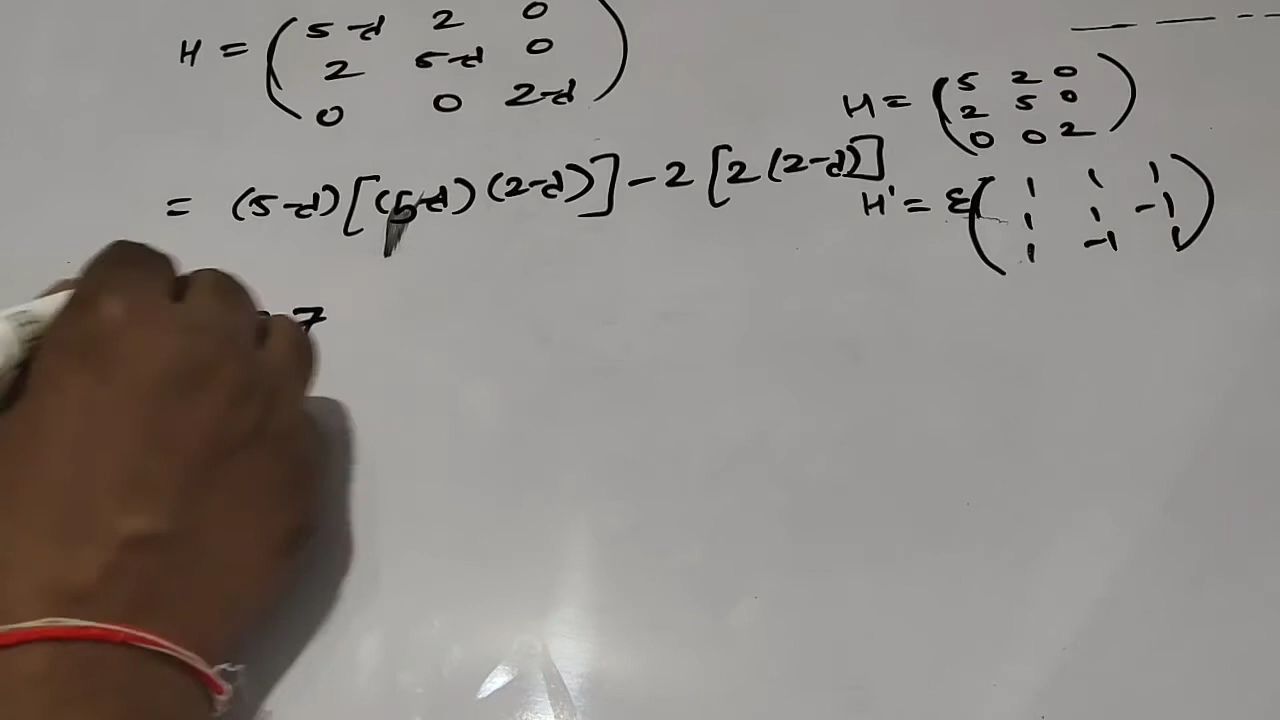 H = ( 5-λ 2 0
2 5-λ 0
0 0 2-λ )
= (5-λ) [(5-λ) (2-λ)] - 2 [2 (2-λ)]
7
H = ( 5 2 0
2 5 0
0 0 2 )
H' = ε ( 1 1 1
1 1 -1
1 -1 1 )